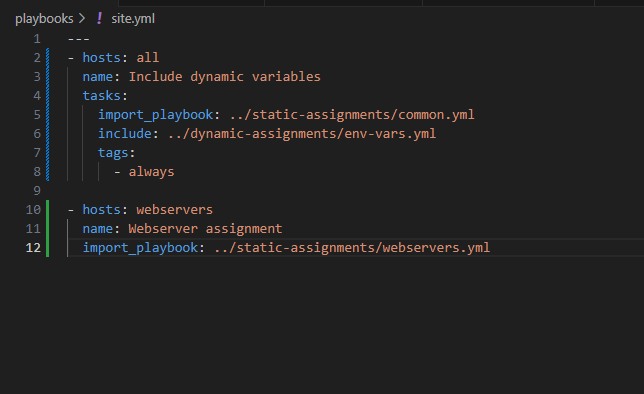 playbooks > ! site.yml
1 ---
2 - hosts: all
3 name: Include dynamic variables
4 tasks:
5 import_playbook: ../static-assignments/common.yml
6 include: ../dynamic-assignments/env-vars.yml
7 tags:
8 - always
9
10 - hosts: webservers
11 name: Webserver assignment
12 import_playbook: ../static-assignments/webservers.yml